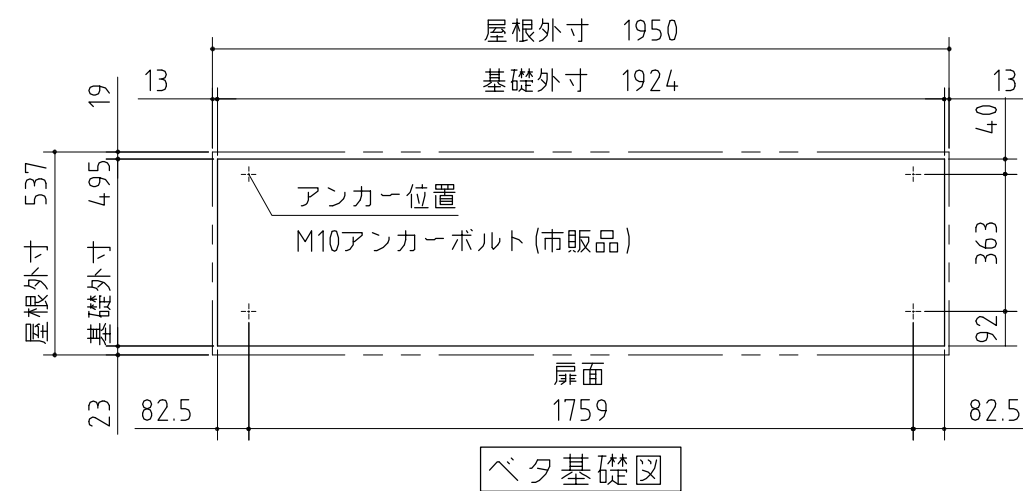 屋根外寸 1950
13
基礎外寸 1924
13
19
40
屋根外寸 537
基礎外寸 495
アンカー位置
M10アンカーボルト(市販品)
363
92
扉面
23
82.5
1759
82.5
ベタ基礎図